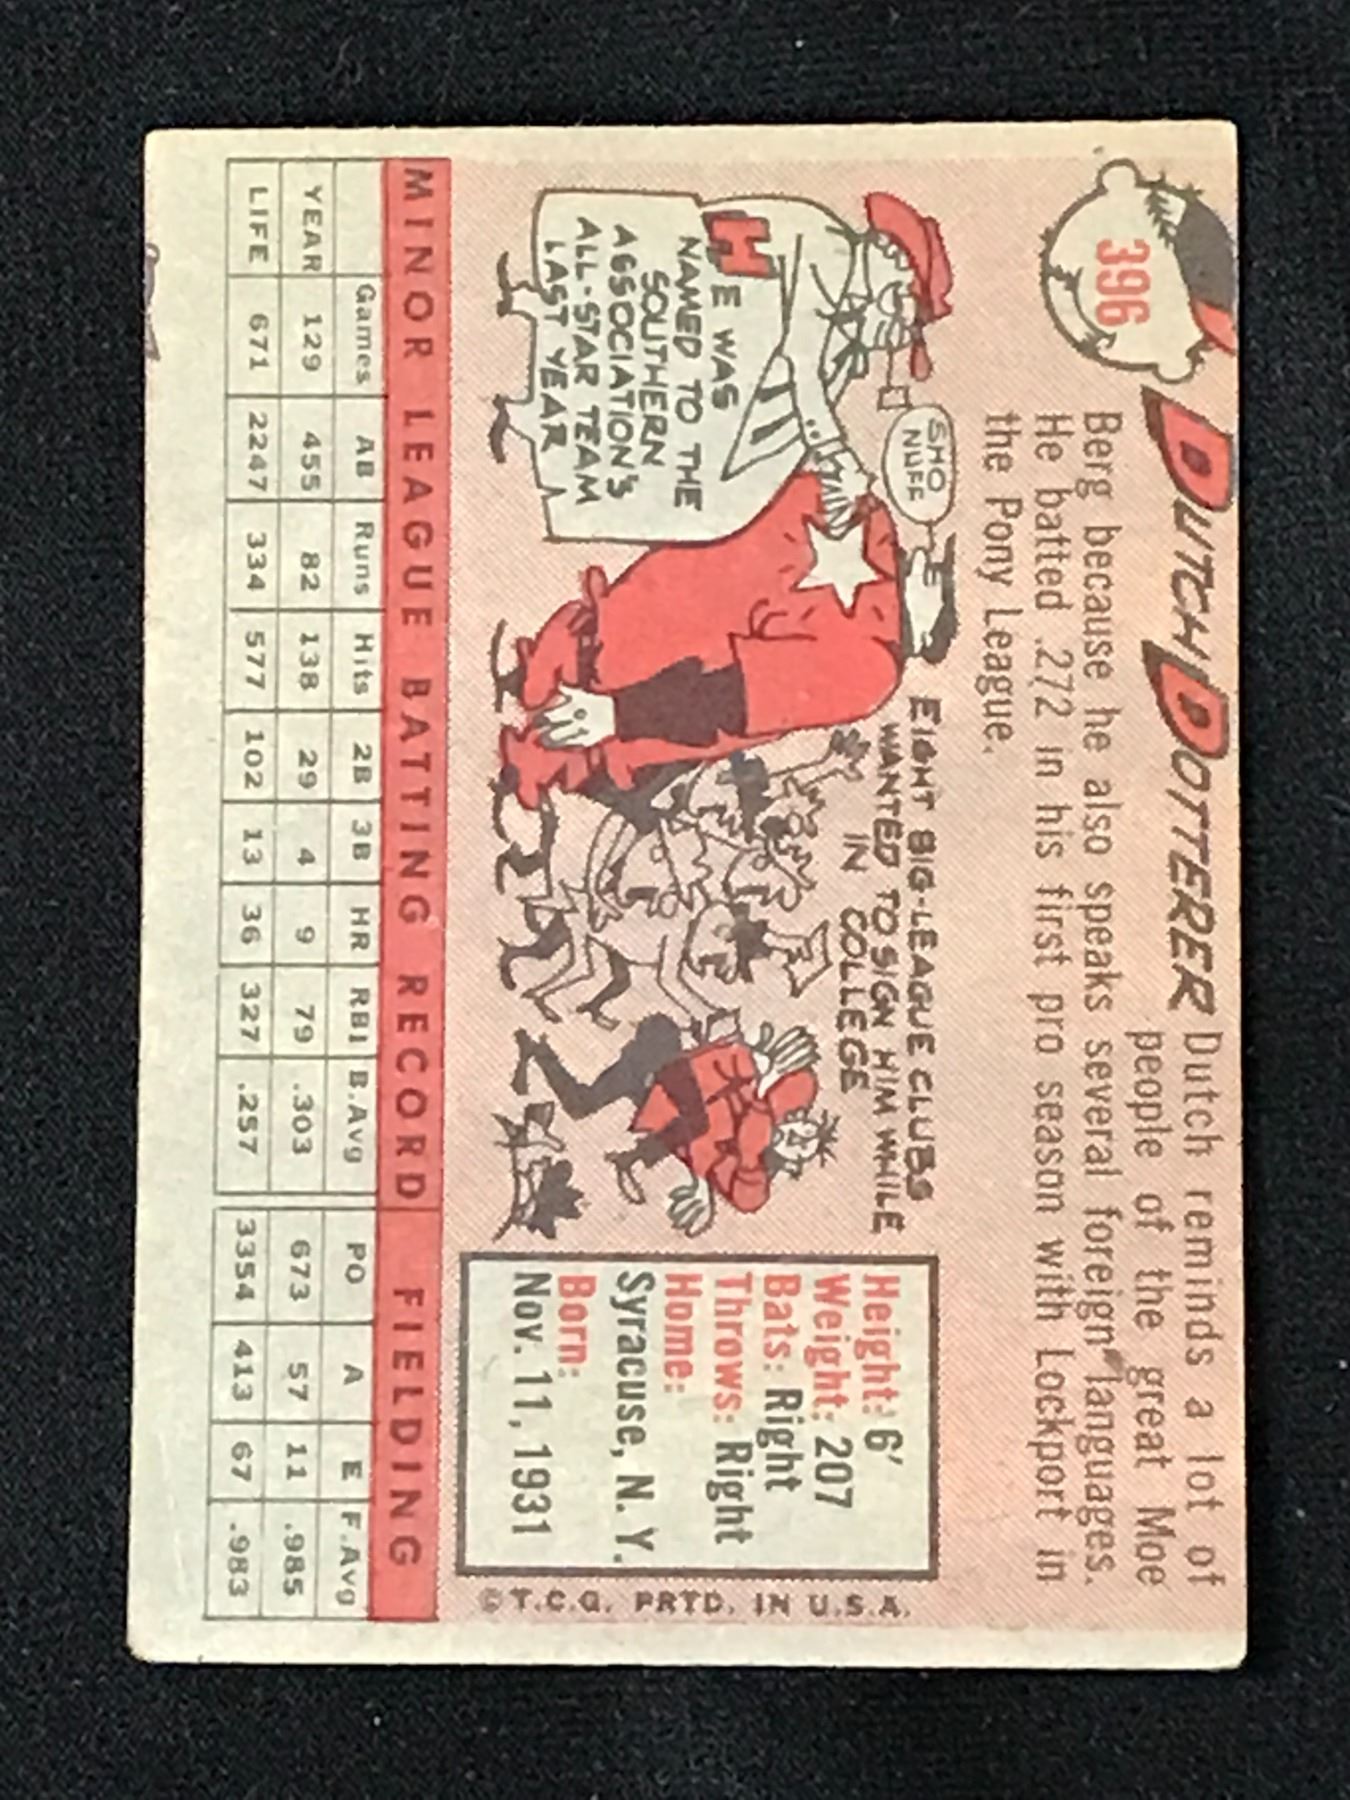 396
DUTCH DOTTERER
Dutch reminds a lot of
people of the great Moe
Berg because he also speaks several foreign languages.
He batted .272 in his first pro season with Lockport in
the Pony League.
SHO
NUFF
HE WAS
NAMED TO THE
SOUTHERN
ASSOCIATION'S
ALL-STAR TEAM
LAST YEAR
EIGHT BIG-LEAGUE CLUBS
WANTED TO SIGN HIM WHILE
IN COLLEGE
Height: 6'
Weight: 207
Bats: Right
Throws: Right
Home:
Syracuse, N. Y.
Born:
Nov. 11, 1931
© T.C.G. PRTD. IN U.S.A.
MINOR LEAGUE BATTING RECORD FIELDING
Games AB Runs Hits 2B 3B HR RBI B.Avg PO A E F.Avg
YEAR 129 455 82 138 29 4 9 79 .303 673 57 11 .985
LIFE 671 2247 334 577 102 13 36 327 .257 3354 413 67 .983